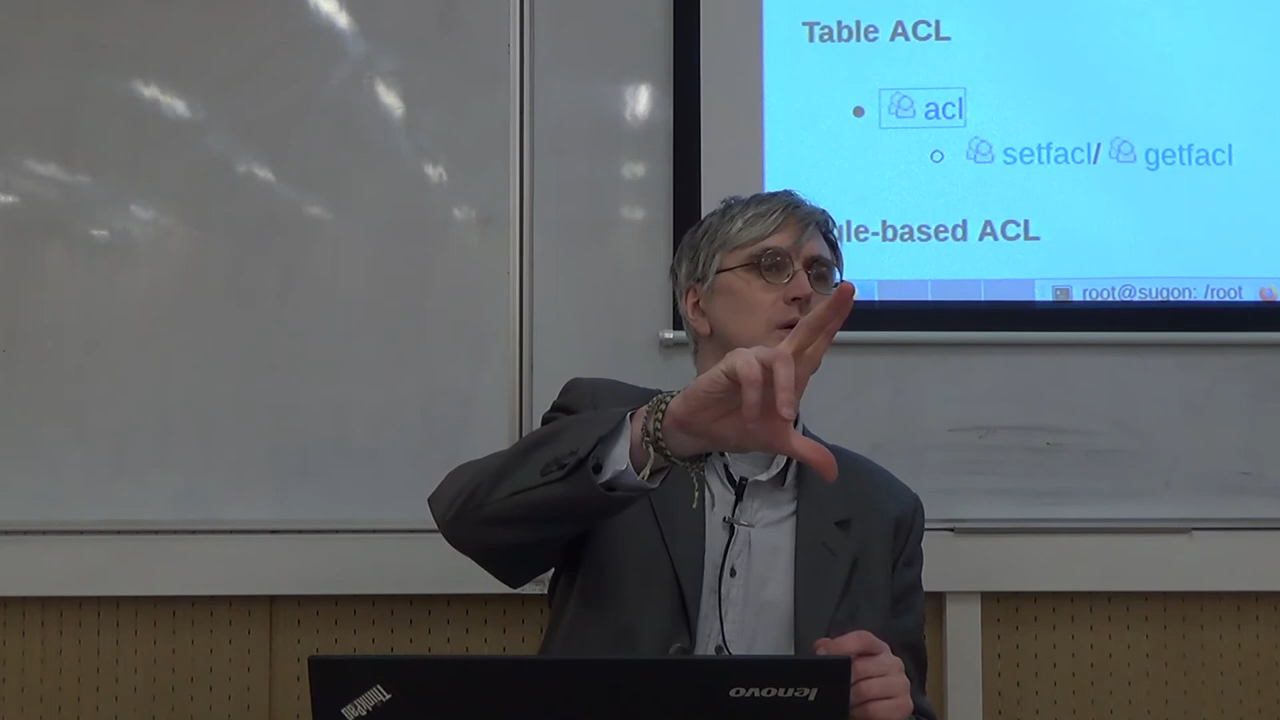 Table ACL
acl
setfacl/ getfacl
le-based ACL
root@sugon: /root
ThinkPad
lenovo